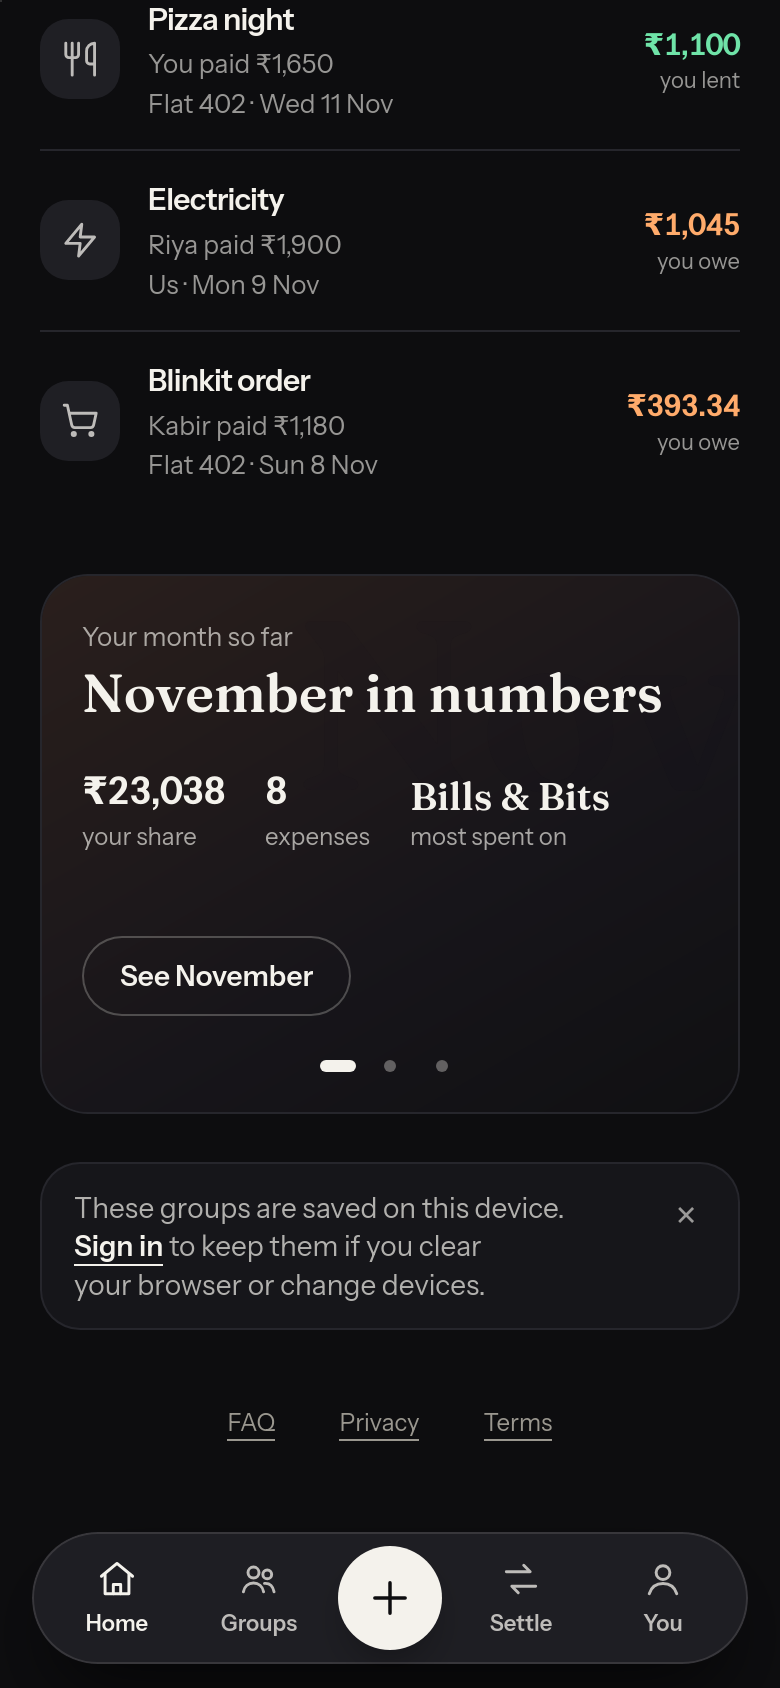 Pizza night
You paid ₹1,650
Flat 402 · Wed 11 Nov
₹1,100
you lent
Electricity
Riya paid ₹1,900
Us · Mon 9 Nov
₹1,045
you owe
Blinkit order
Kabir paid ₹1,180
Flat 402 · Sun 8 Nov
₹393.34
you owe
Your month so far
November in numbers
₹23,038
your share
8
expenses
Bills & Bits
most spent on
See November
These groups are saved on this device.
Sign in to keep them if you clear
your browser or change devices.
FAQ
Privacy
Terms
Home
Groups
Settle
You